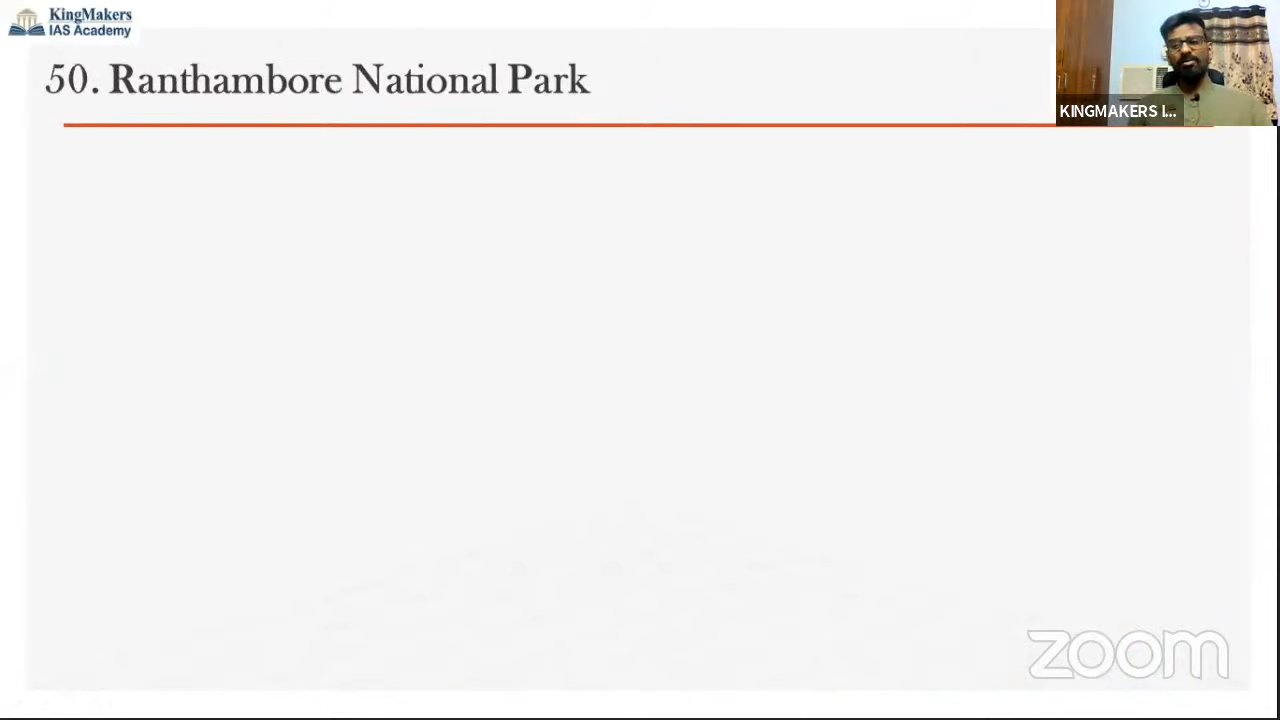 KingMakers
IAS Academy
50. Ranthambore National Park
KINGMAKERS I...
zoom